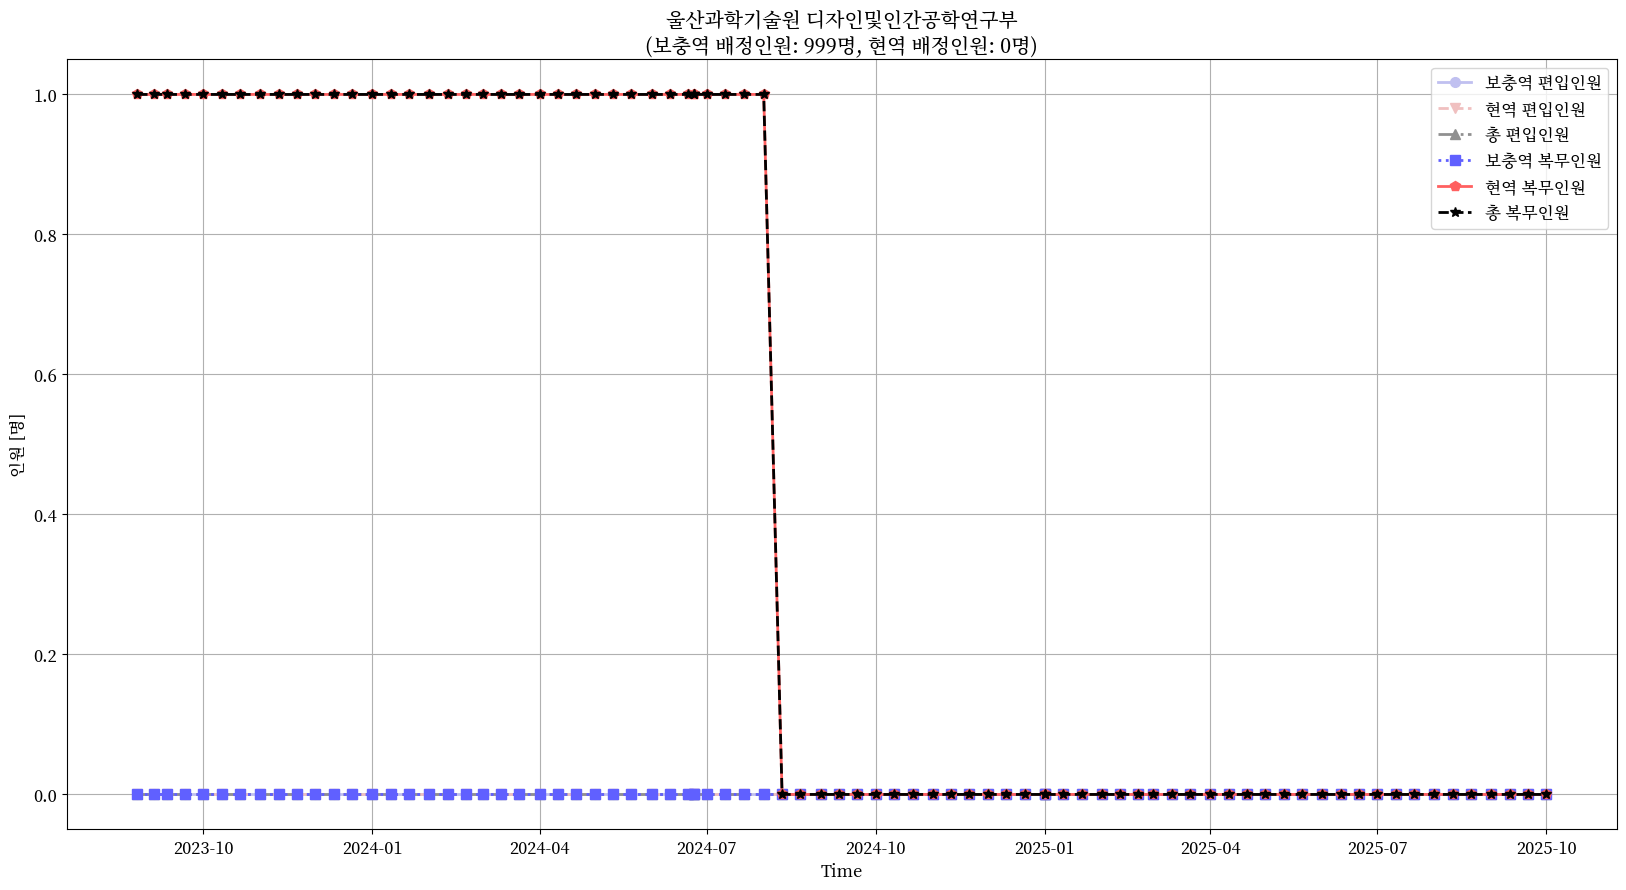 울산과학기술원 디자인및인간공학연구부
(보충역 배정인원: 999명, 현역 배정인원: 0명)
보충역 편입인원
현역 편입인원
총 편입인원
보충역 복무인원
현역 복무인원
총 복무인원
인원 [명]
1.0
0.8
0.6
0.4
0.2
0.0
2023-10
2024-01
2024-04
2024-07
2024-10
2025-01
2025-04
2025-07
2025-10
Time